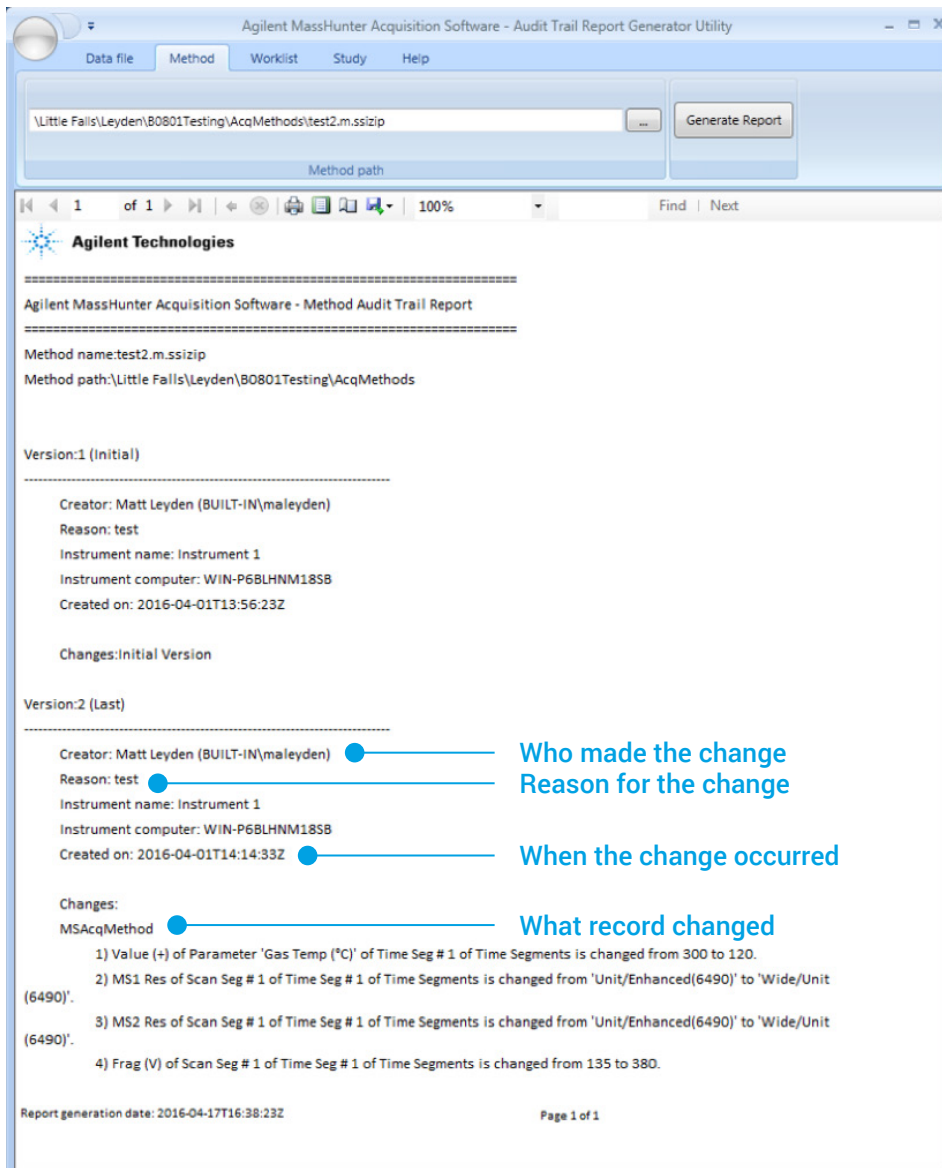 Agilent MassHunter Acquisition Software - Audit Trail Report Generator Utility
Data file Method Worklist Study Help
\Little Falls\Leyden\B0801Testing\AcqMethods\test2.m.ssizip ... Generate Report
Method path
1 of 1 100% Find | Next
Agilent Technologies
======================================================================
Agilent MassHunter Acquisition Software - Method Audit Trail Report
======================================================================
Method name:test2.m.ssizip
Method path:\Little Falls\Leyden\B0801Testing\AcqMethods
Version:1 (Initial)
--------------------------------------------------------------------------------
Creator: Matt Leyden (BUILT-IN\maleyden)
Reason: test
Instrument name: Instrument 1
Instrument computer: WIN-P6BLHNM18SB
Created on: 2016-04-01T13:56:23Z
Changes:Initial Version
Version:2 (Last)
--------------------------------------------------------------------------------
Creator: Matt Leyden (BUILT-IN\maleyden) Who made the change
Reason: test Reason for the change
Instrument name: Instrument 1
Instrument computer: WIN-P6BLHNM18SB
Created on: 2016-04-01T14:14:33Z When the change occurred
Changes:
MSAcqMethod What record changed
1) Value (+) of Parameter 'Gas Temp (°C)' of Time Seg # 1 of Time Segments is changed from 300 to 120.
2) MS1 Res of Scan Seg # 1 of Time Seg # 1 of Time Segments is changed from 'Unit/Enhanced(6490)' to 'Wide/Unit
(6490)'.
3) MS2 Res of Scan Seg # 1 of Time Seg # 1 of Time Segments is changed from 'Unit/Enhanced(6490)' to 'Wide/Unit
(6490)'.
4) Frag (V) of Scan Seg # 1 of Time Seg # 1 of Time Segments is changed from 135 to 380.
Report generation date: 2016-04-17T16:38:23Z Page 1 of 1